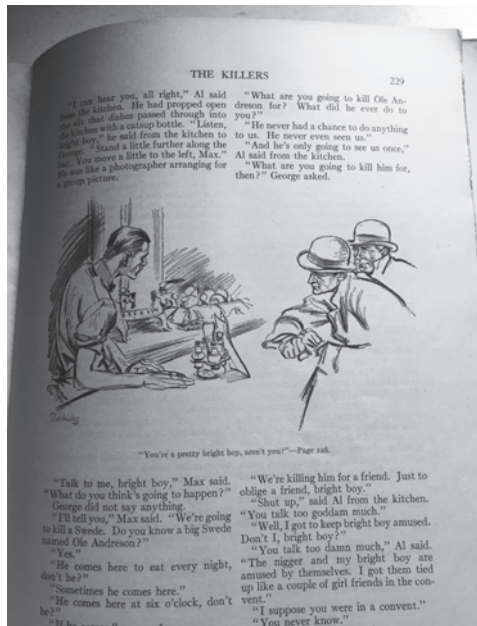 THE KILLERS
229
"I can hear you, all right," Al said
from the kitchen. He had propped open
the slit that dishes passed through into
the kitchen with a catsup bottle. "Listen,
bright boy," he said from the kitchen to
George. "Stand a little further along the
bar. You move a little to the left, Max."
He was like a photographer arranging for
a group picture.
"What are you going to kill Ole An-
dreson for? What did he ever do to
you?"
"He never had a chance to do anything
to us. He never even seen us."
"And he's only going to see us once,"
Al said from the kitchen.
"What are you going to kill him for,
then?" George asked.
"You're a pretty bright boy, aren't you?"—Page 228.
"Talk to me, bright boy," Max said.
"What do you think's going to happen?"
George did not say anything.
"I'll tell you," Max said. "We're going
to kill a Swede. Do you know a big Swede
named Ole Andreson?"
"Yes."
"He comes here to eat every night,
don't he?"
"Sometimes he comes here."
"He comes here at six o'clock, don't
he?"
"We're killing him for a friend. Just to
oblige a friend, bright boy."
"Shut up," said Al from the kitchen.
"You talk too goddam much."
"Well, I got to keep bright boy amused.
Don't I, bright boy?"
"You talk too damn much," Al said.
"The nigger and my bright boy are
amused by themselves. I got them tied
up like a couple of girl friends in the con-
vent."
"I suppose you were in a convent."
"You never know."